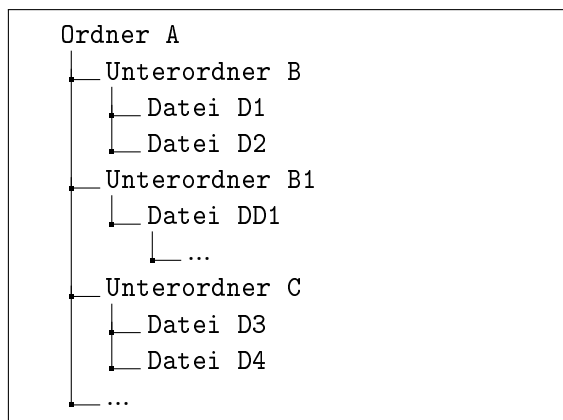 Ordner A
Unterordner B
Datei D1
Datei D2
Unterordner B1
Datei DD1
...
Unterordner C
Datei D3
Datei D4
...